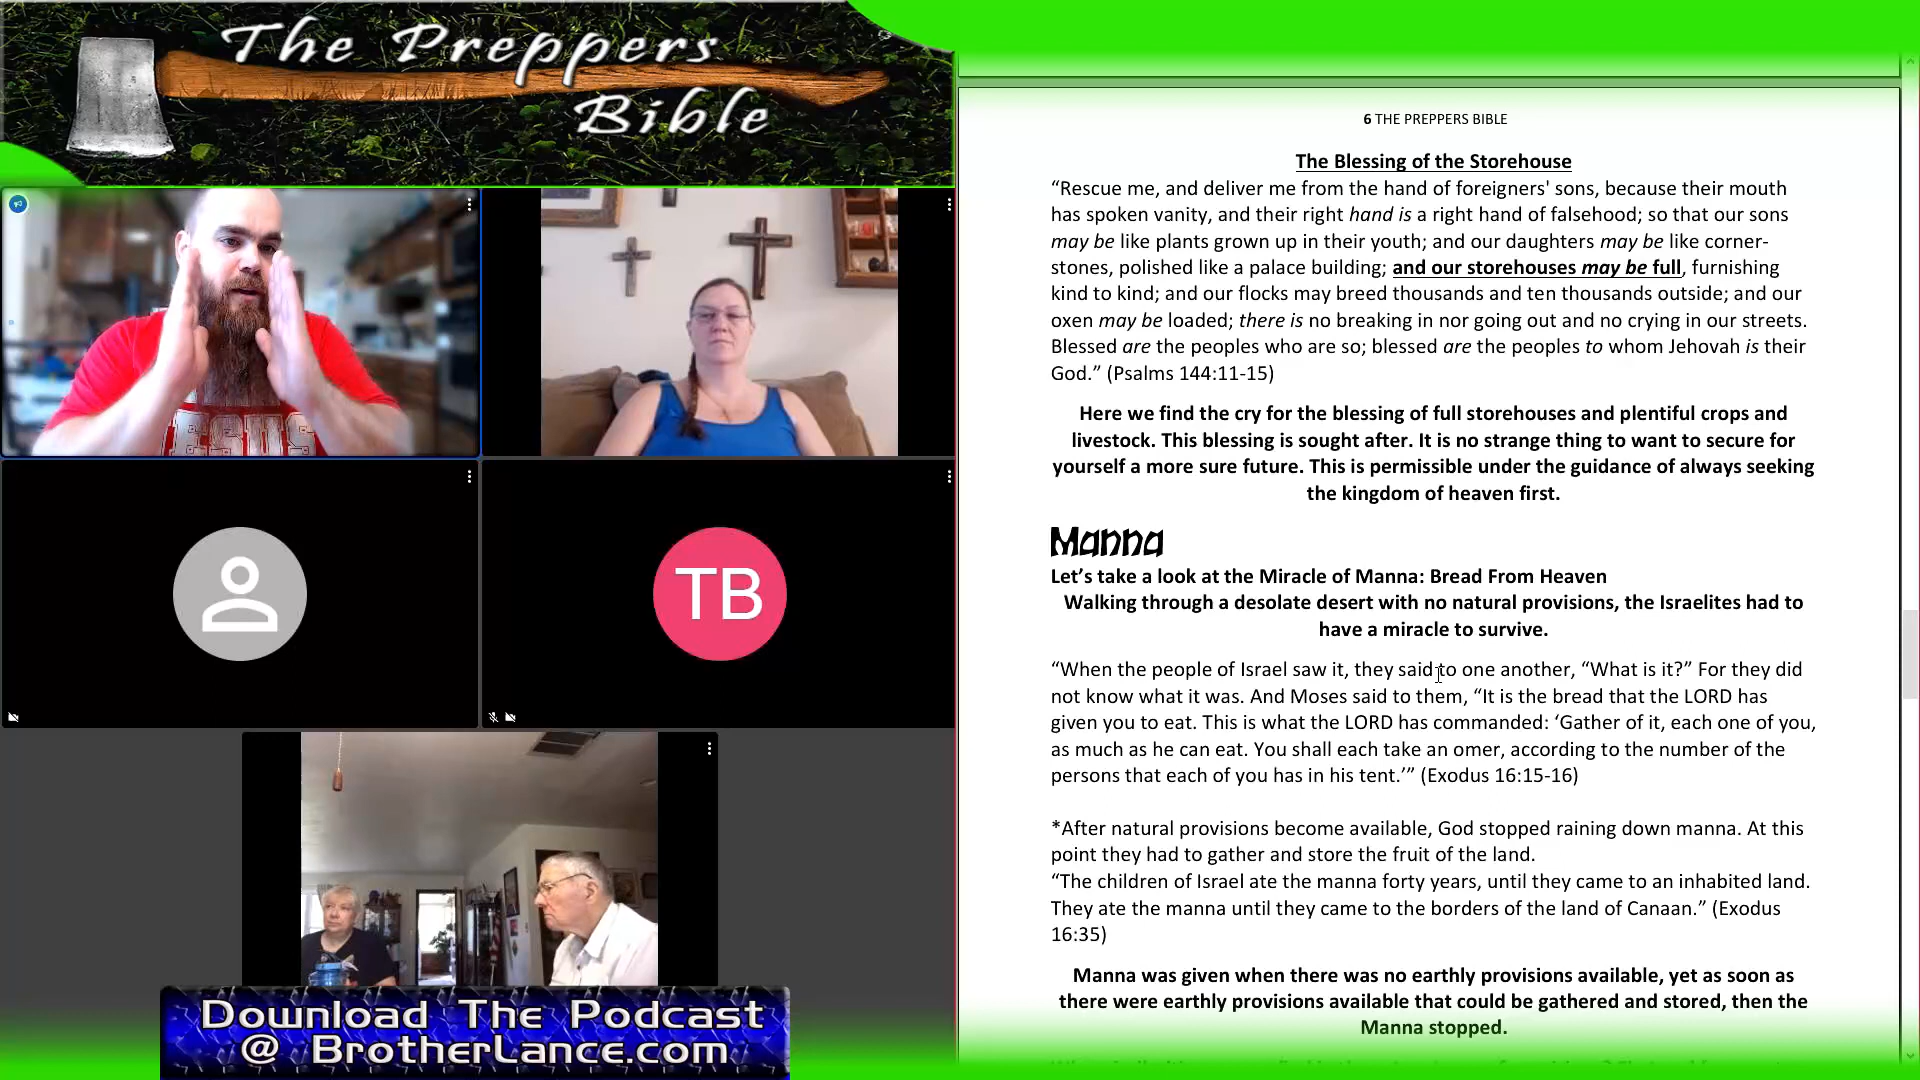 The Preppers
Bible
TB
Download The Podcast
@ BrotherLance.com
6 THE PREPPERS BIBLE
The Blessing of the Storehouse
“Rescue me, and deliver me from the hand of foreigners' sons, because their mouth
has spoken vanity, and their right hand is a right hand of falsehood; so that our sons
may be like plants grown up in their youth; and our daughters may be like corner-
stones, polished like a palace building; and our storehouses may be full, furnishing
kind to kind; and our flocks may breed thousands and ten thousands outside; and our
oxen may be loaded; there is no breaking in nor going out and no crying in our streets.
Blessed are the peoples who are so; blessed are the peoples to whom Jehovah is their
God.” (Psalms 144:11-15)
Here we find the cry for the blessing of full storehouses and plentiful crops and
livestock. This blessing is sought after. It is no strange thing to want to secure for
yourself a more sure future. This is permissible under the guidance of always seeking
the kingdom of heaven first.
Manna
Let’s take a look at the Miracle of Manna: Bread From Heaven
Walking through a desolate desert with no natural provisions, the Israelites had to
have a miracle to survive.
“When the people of Israel saw it, they said to one another, “What is it?” For they did
not know what it was. And Moses said to them, “It is the bread that the LORD has
given you to eat. This is what the LORD has commanded: ‘Gather of it, each one of you,
as much as he can eat. You shall each take an omer, according to the number of the
persons that each of you has in his tent.’” (Exodus 16:15-16)
*After natural provisions become available, God stopped raining down manna. At this
point they had to gather and store the fruit of the land.
“The children of Israel ate the manna forty years, until they came to an inhabited land.
They ate the manna until they came to the borders of the land of Canaan.” (Exodus
16:35)
Manna was given when there was no earthly provisions available, yet as soon as
there were earthly provisions available that could be gathered and stored, then the
Manna stopped.